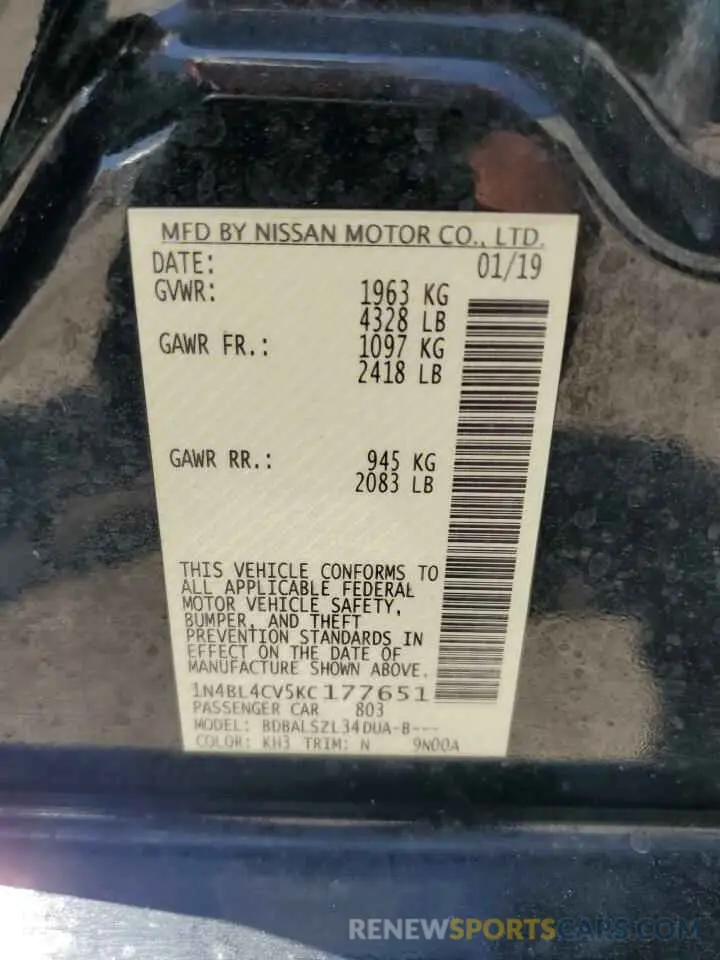 MFD BY NISSAN MOTOR CO., LTD.
DATE: 01/19
GVWR: 1963 KG
4328 LB
GAWR FR.: 1097 KG
2418 LB
GAWR RR.: 945 KG
2083 LB
THIS VEHICLE CONFORMS TO
ALL APPLICABLE FEDERAL
MOTOR VEHICLE SAFETY,
BUMPER, AND THEFT
PREVENTION STANDARDS IN
EFFECT ON THE DATE OF
MANUFACTURE SHOWN ABOVE.
1N4BL4CV5KC177651
PASSENGER CAR 803
MODEL: BDBALSZL34DUA-B---
COLOR: KH3 TRIM: N 9N00A
RENEWSPORTSCARS.COM